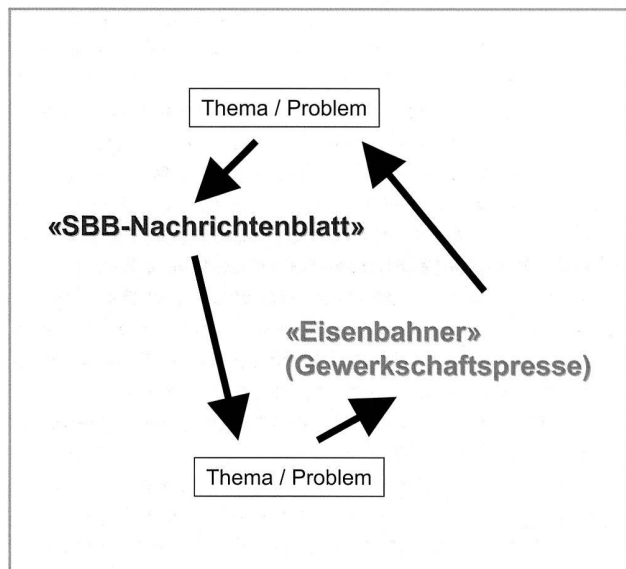 Thema / Problem
«SBB-Nachrichtenblatt»
«Eisenbahner»
(Gewerkschaftspresse)
Thema / Problem